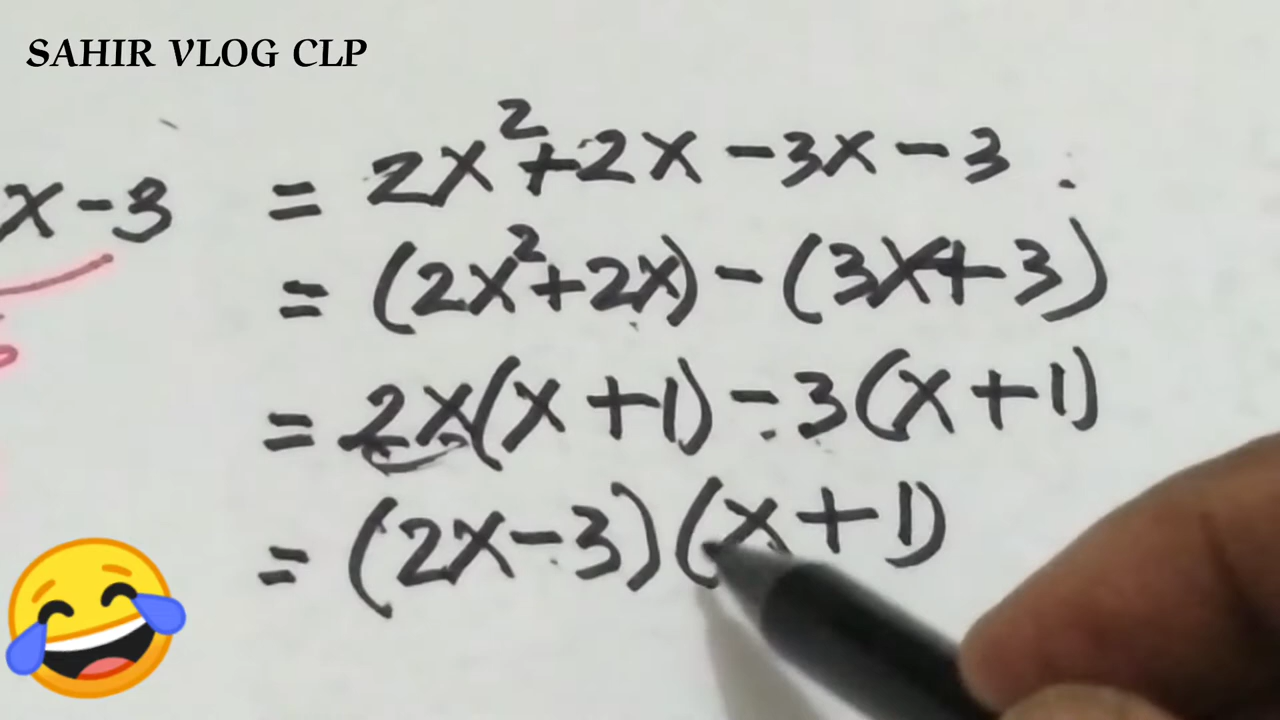 SAHIR VLOG CLP
x-3 = 2x²+2x-3x-3
= (2x²+2x)-(3x+3)
= 2x(x+1)-3(x+1)
= (2x-3)(x+1)